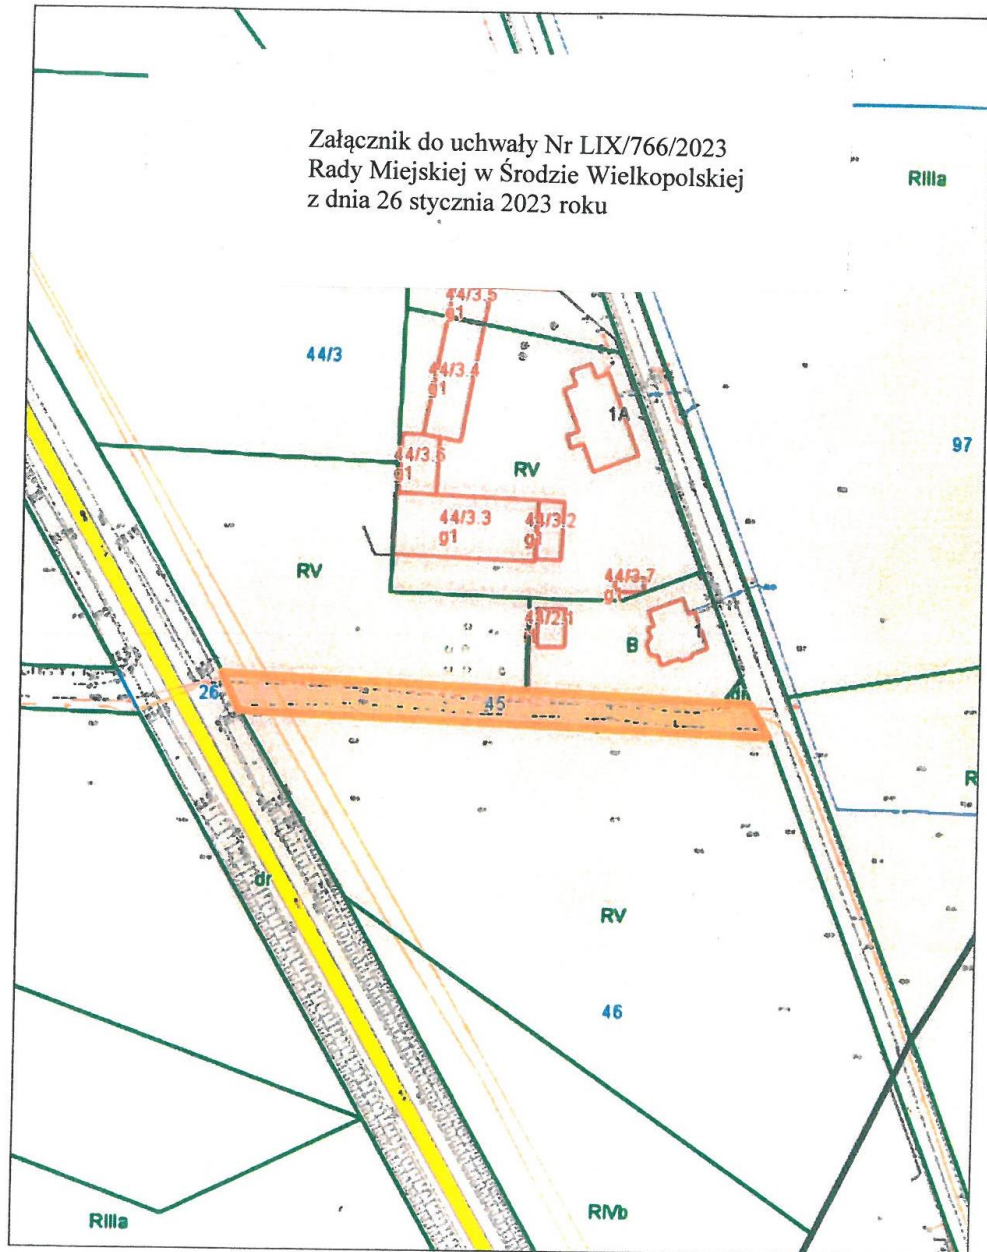 Załącznik do uchwały Nr LIX/766/2023
Rady Miejskiej w Środzie Wielkopolskiej
z dnia 26 stycznia 2023 roku
RIIIa
44/3.5
g1
44/3
44/3.4
g1
1A
97
44/3.6
g1
RV
44/3.3
g1
44/3.2
g1
RV
44/3.7
g1
44/2.1
B
1
dr
26
45
R
dr
RV
46
RIIIa
RIVb